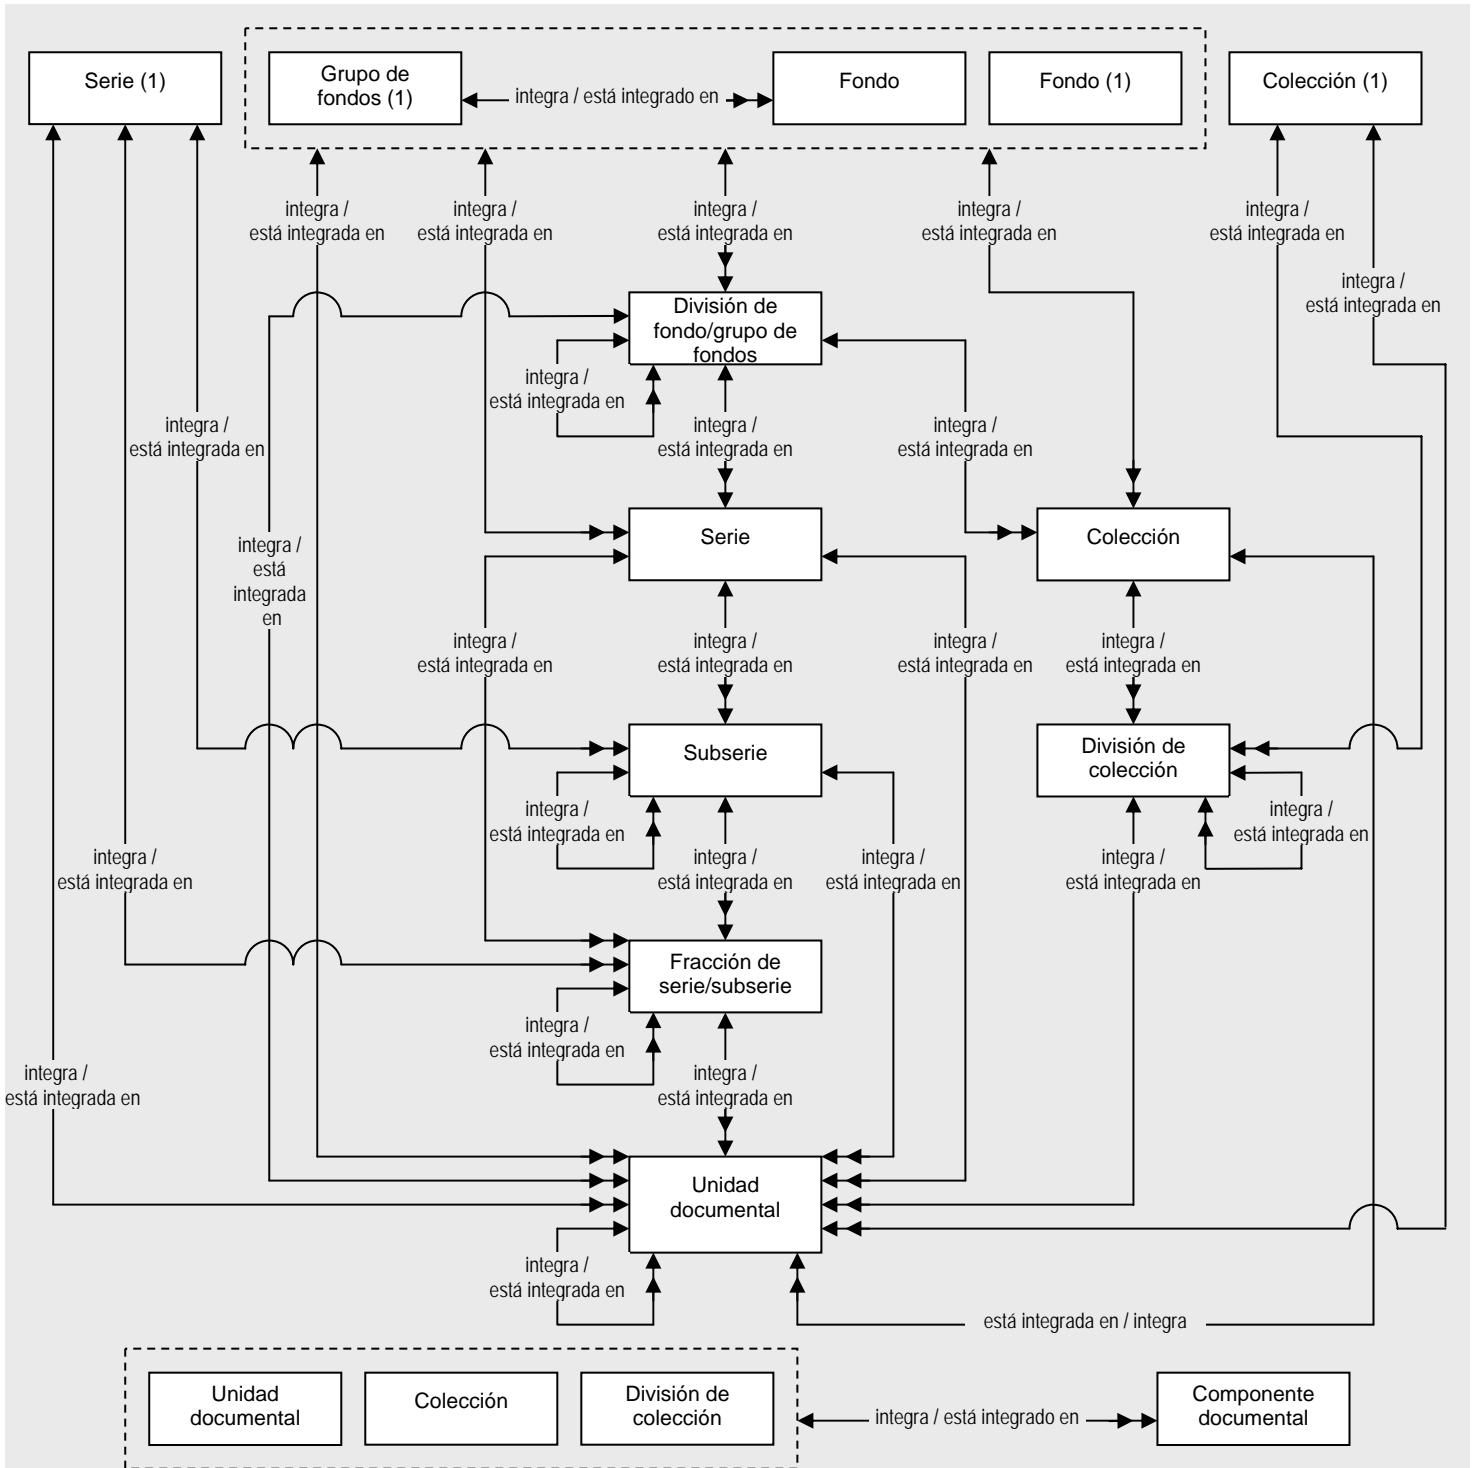 Serie (1)
Grupo de
fondos (1)
integra / está integrado en
Fondo
Fondo (1)
Colección (1)
integra /
está integrada en
integra /
está integrada en
integra /
está integrada en
integra /
está integrada en
integra /
está integrada en
integra /
está integrada en
División de
fondo/grupo de
fondos
integra /
está integrada en
integra /
está integrada en
integra /
está integrada en
integra /
está integrada en
Serie
Colección
integra /
está
integrada
en
integra /
está integrada en
integra /
está integrada en
integra /
está integrada en
integra /
está integrada en
Subserie
División de
colección
integra /
está integrada en
integra /
está integrada en
integra /
está integrada en
integra /
está integrada en
integra /
está integrada en
integra /
está integrada en
Fracción de
serie/subserie
integra /
está integrada en
integra /
está integrada en
integra /
está integrada en
Unidad
documental
integra /
está integrada en
está integrada en / integra
Unidad
documental
Colección
División de
colección
integra / está integrado en
Componente
documental